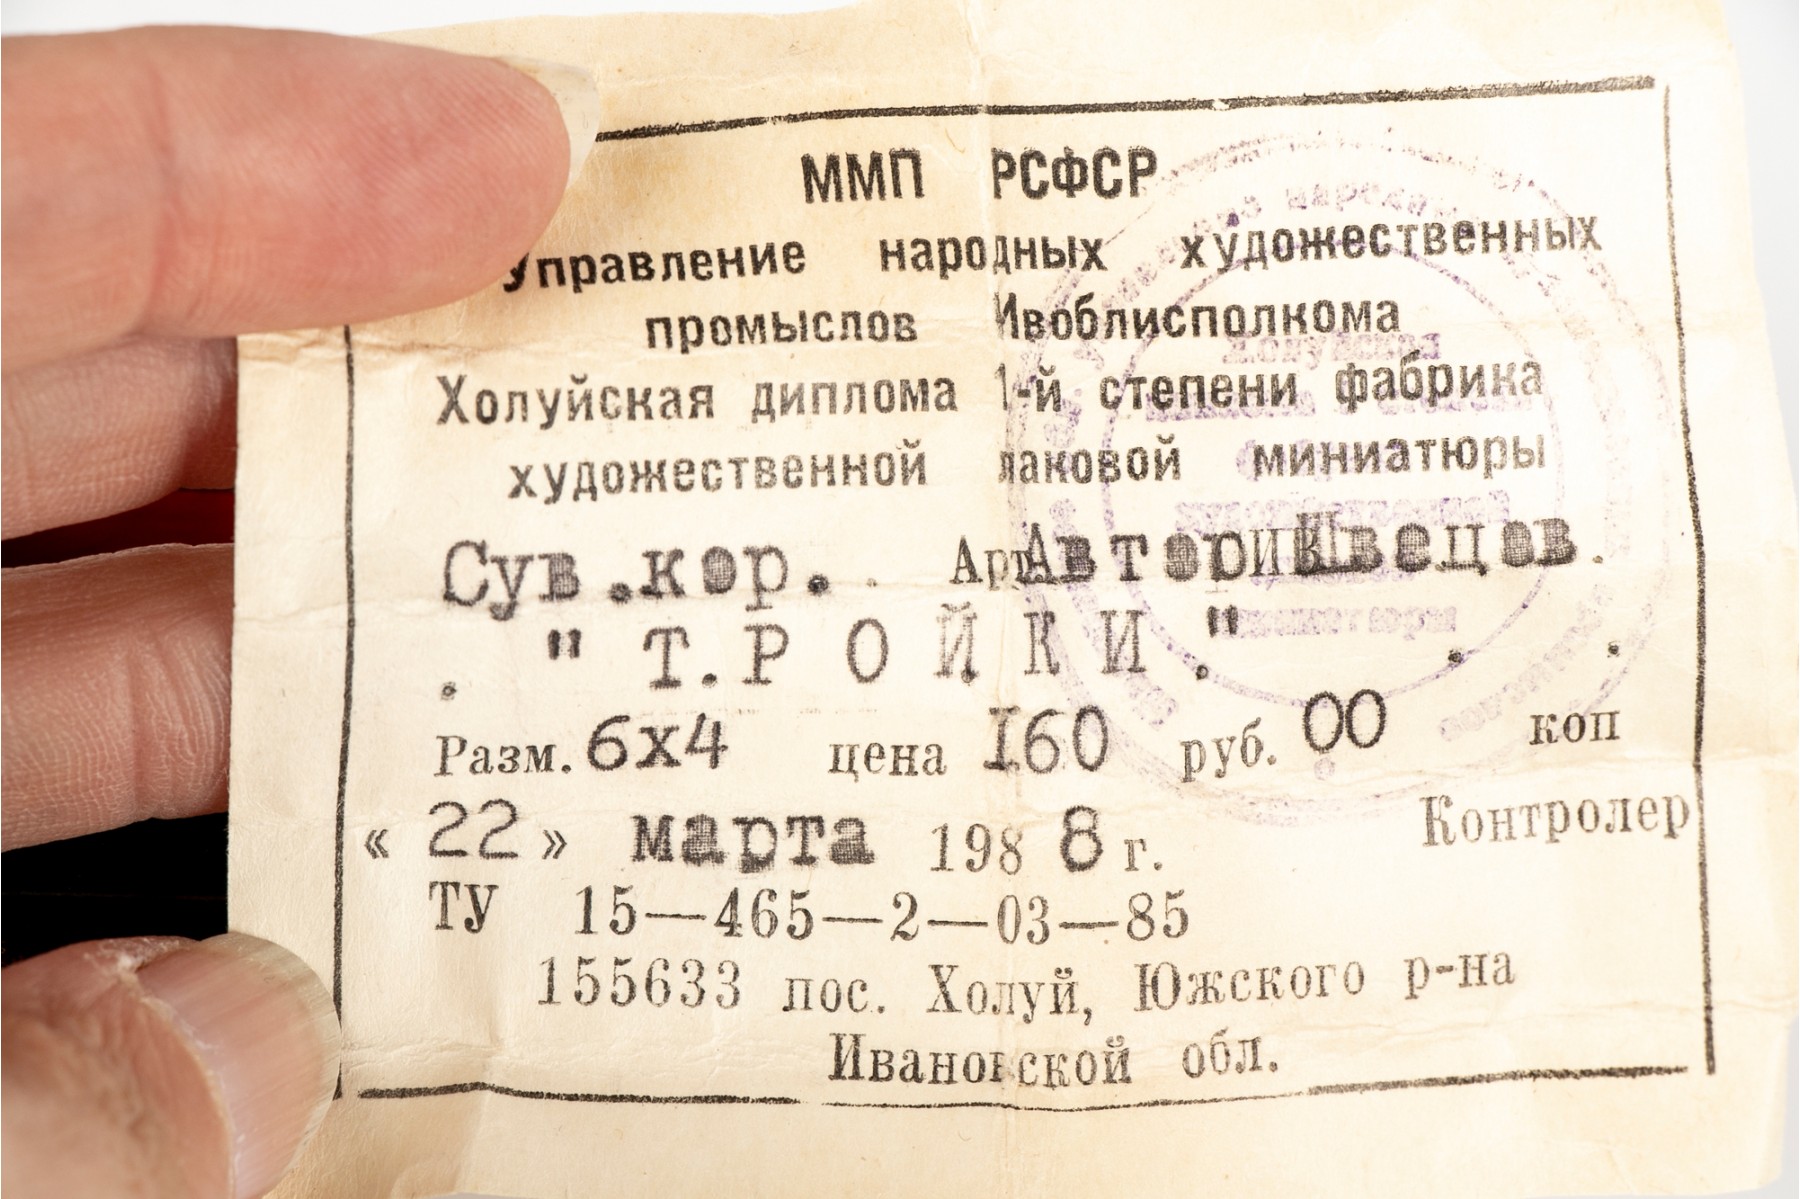 ММП РСФСР
Управление народных художественных
промыслов Ивоблисполкома
Холуйская диплома 1-й степени фабрика
художественной лаковой миниатюры
Сув.кор. Автор Швецов.
. "Т.РОЙКИ."
Разм. 6х4 цена I60 руб. 00 коп
« 22 » марта 1988 г. Контролер
ТУ 15—465—2—03—85
155633 пос. Холуй, Южского р-на
Ивановской обл.